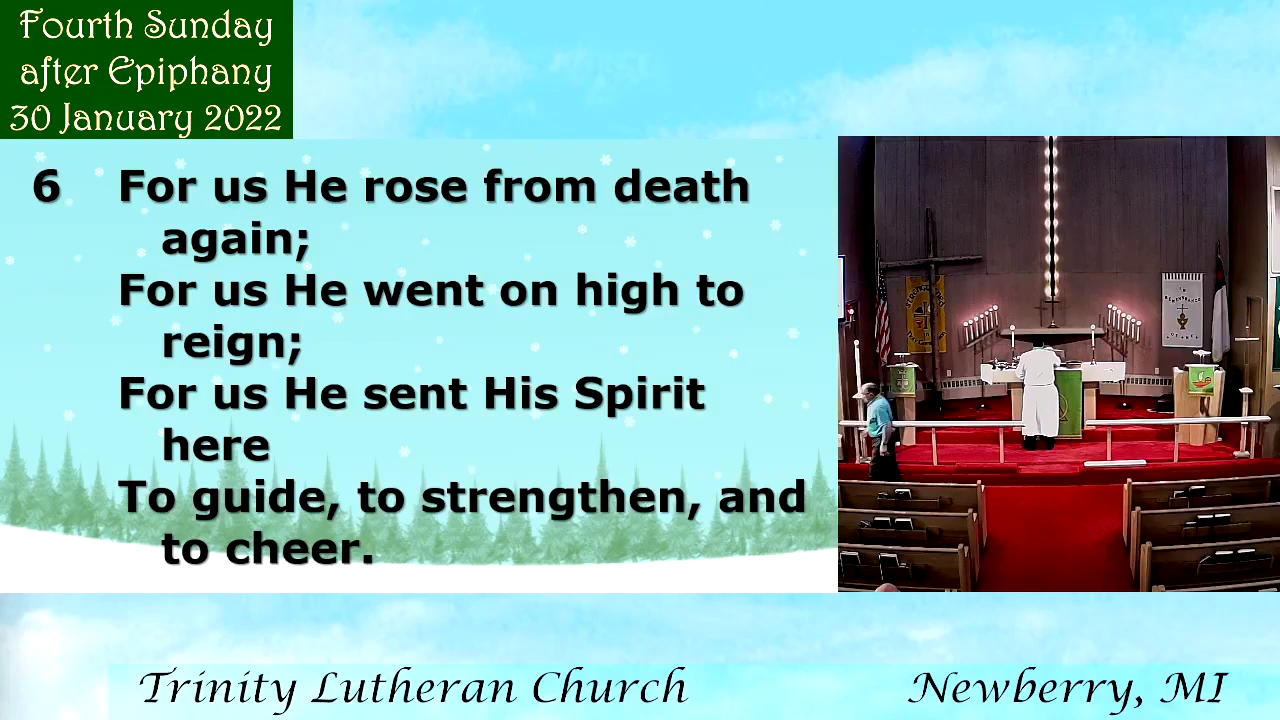 Fourth Sunday
after Epiphany
30 January 2022
6 For us He rose from death
again;
For us He went on high to
reign;
For us He sent His Spirit
here
To guide, to strengthen, and
to cheer.
Trinity Lutheran Church
Newberry, MI